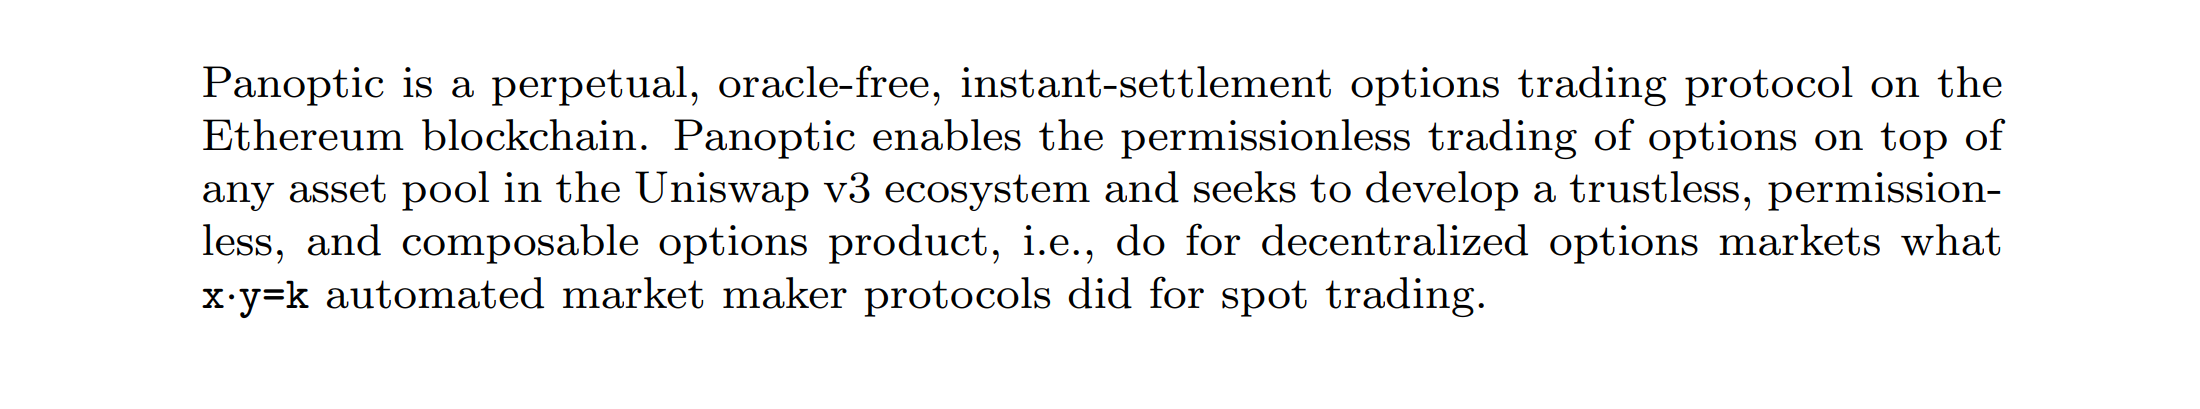 Panoptic is a perpetual, oracle-free, instant-settlement options trading protocol on the
Ethereum blockchain. Panoptic enables the permissionless trading of options on top of
any asset pool in the Uniswap v3 ecosystem and seeks to develop a trustless, permission-
less, and composable options product, i.e., do for decentralized options markets what
x·y=k automated market maker protocols did for spot trading.